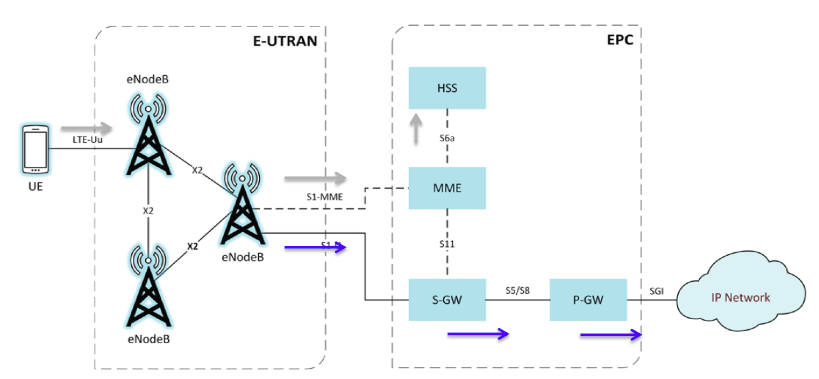 E-UTRAN
EPC
eNodeB
HSS
LTE-Uu
S6a
UE
X2
S1-MME
MME
X2
X2
S11
eNodeB
S-GW
S5/S8
P-GW
SGI
IP Network
eNodeB